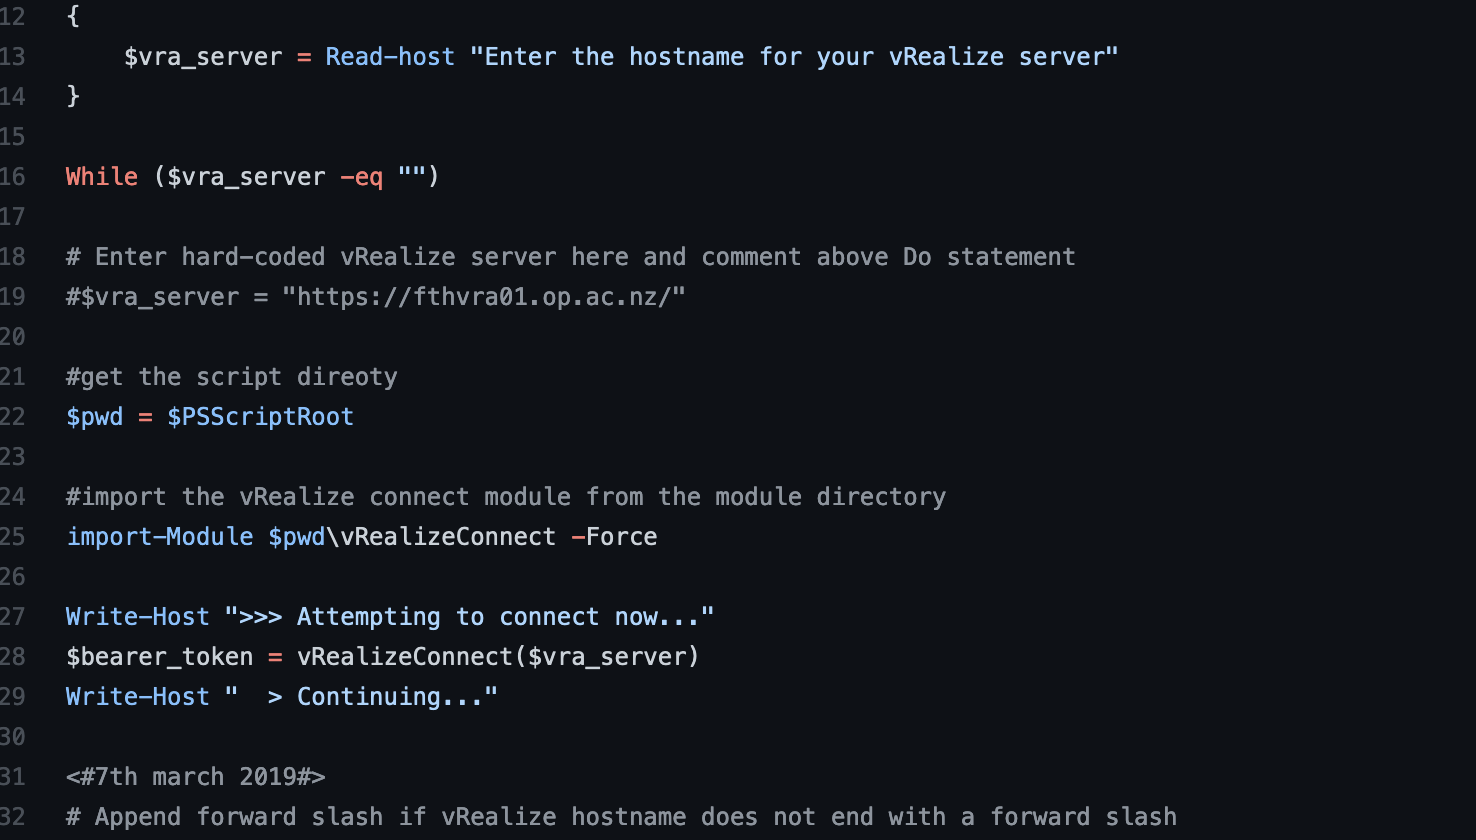 12 {
13 $vra_server = Read-host "Enter the hostname for your vRealize server"
14 }
15
16 While ($vra_server -eq "")
17
18 # Enter hard-coded vRealize server here and comment above Do statement
19 #$vra_server = "https://fthvra01.op.ac.nz/"
20
21 #get the script direoty
22 $pwd = $PSScriptRoot
23
24 #import the vRealize connect module from the module directory
25 import-Module $pwd\vRealizeConnect -Force
26
27 Write-Host ">>> Attempting to connect now..."
28 $bearer_token = vRealizeConnect($vra_server)
29 Write-Host "  > Continuing..."
30
31 <#7th march 2019#>
32 # Append forward slash if vRealize hostname does not end with a forward slash